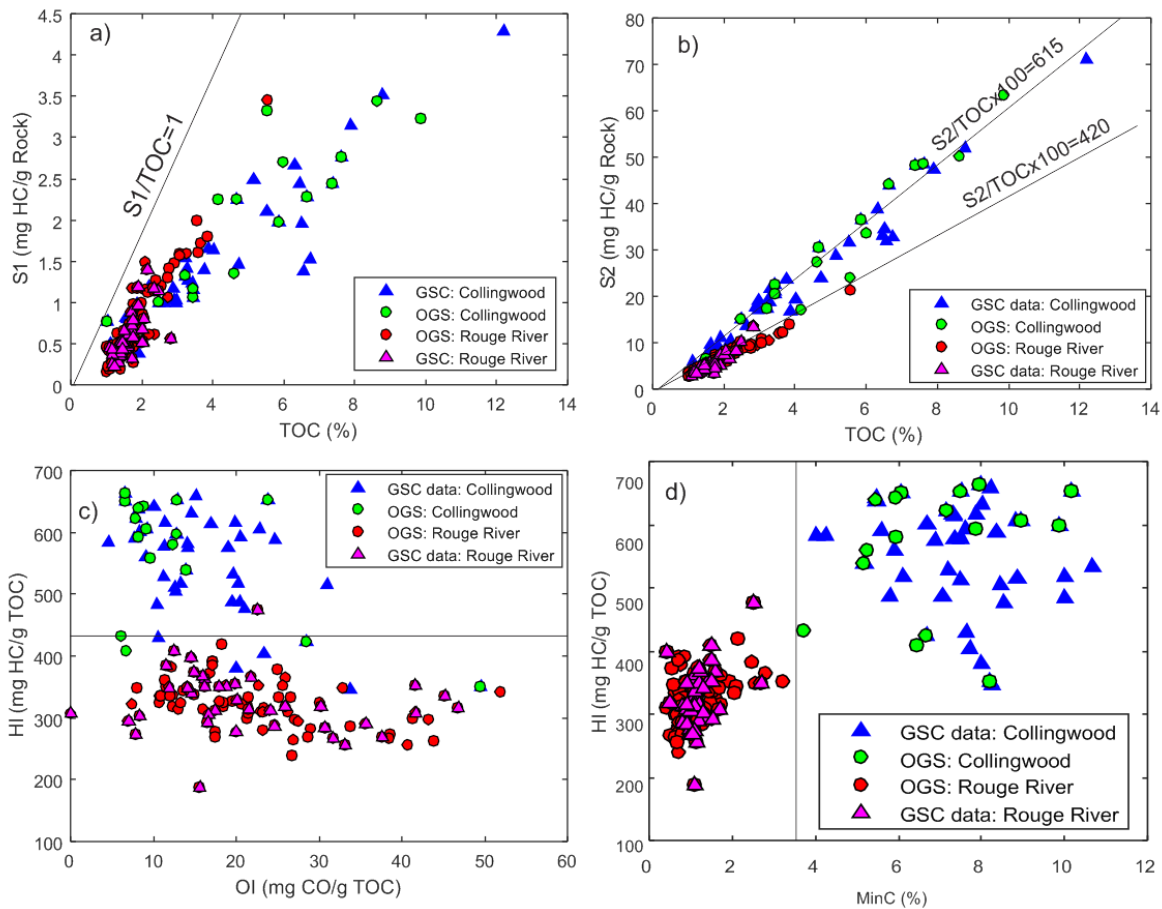 a)
4.5
4
3.5
3
2.5
2
1.5
1
0.5
0
S1 (mg HC/g Rock)
S1/TOC=1
GSC: Collingwood
OGS: Collingwood
OGS: Rouge River
GSC: Rouge River
0 2 4 6 8 10 12 14
TOC (%)
b)
80
70
60
50
40
30
20
10
0
S2 (mg HC/g Rock)
S2/TOCx100=615
S2/TOCx100=420
GSC data: Collingwood
OGS: Collingwood
OGS: Rouge River
GSC data: Rouge River
0 2 4 6 8 10 12 14
TOC (%)
c)
700
600
500
400
300
200
100
HI (mg HC/g TOC)
GSC data: Collingwood
OGS: Collingwood
OGS: Rouge River
GSC data: Rouge River
0 10 20 30 40 50 60
OI (mg CO/g TOC)
d)
700
600
500
400
300
200
100
HI (mg HC/g TOC)
GSC data: Collingwood
OGS: Collingwood
OGS: Rouge River
GSC data: Rouge River
0 2 4 6 8 10 12
MinC (%)